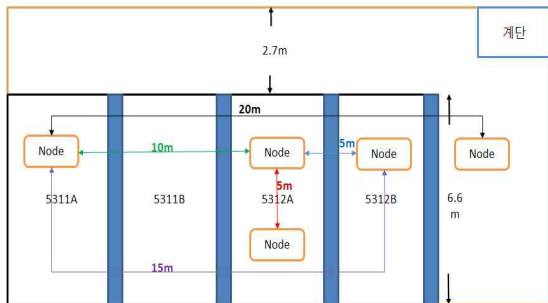 계단
2.7m
20m
Node
10m
Node
5m
Node
Node
5m
5311A
5311B
5312A
5312B
6.6
m
Node
15m